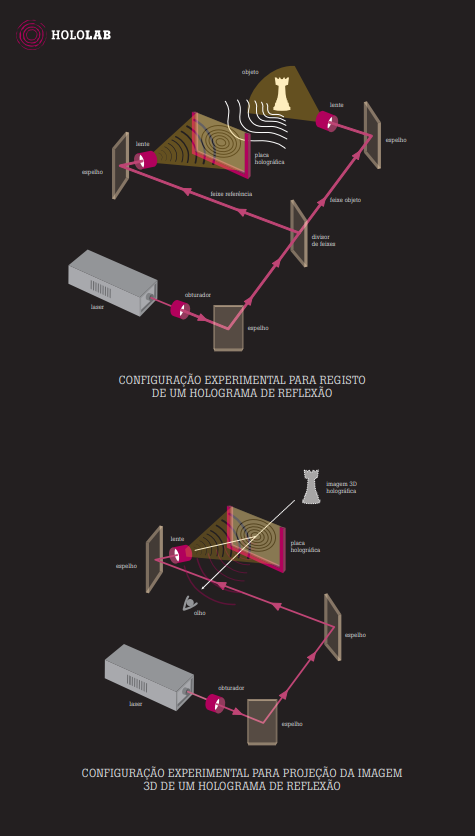 HOLOLAB
objeto
lente
lente
espelho
placa
holográfica
espelho
feixe referência
feixe objeto
divisor
de feixes
obturador
laser
espelho
CONFIGURAÇÃO EXPERIMENTAL PARA REGISTO
DE UM HOLOGRAMA DE REFLEXÃO
imagem 3D
holográfica
lente
placa
holográfica
espelho
olho
espelho
obturador
laser
espelho
CONFIGURAÇÃO EXPERIMENTAL PARA PROJEÇÃO DA IMAGEM
3D DE UM HOLOGRAMA DE REFLEXÃO